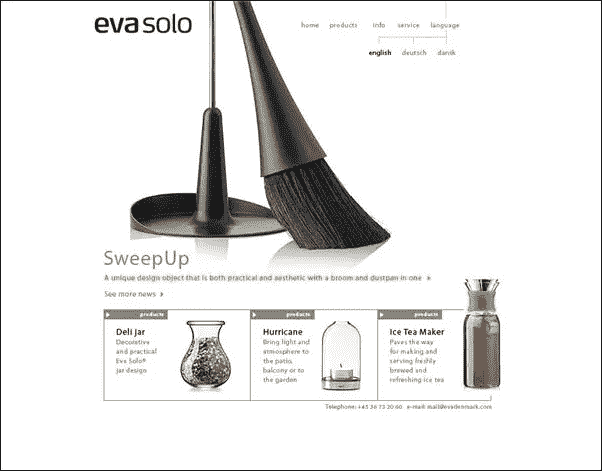 eva solo
home products info service language
english deutsch dansk
SweepUp
A unique design object that is both practical and aesthetic with a broom and dustpan in one
See more news
products products products
Deli Jar
Decorative
and practical
Eva Solo®
jar design
Hurricane
Bring light and
atmosphere to
the patio,
balcony or to
the garden
Ice Tea Maker
Paves the way
for making and
serving freshly
brewed and
refreshing ice tea
Telephone: +45 36 73 20 60 e-mail: mail@evadenmark.com